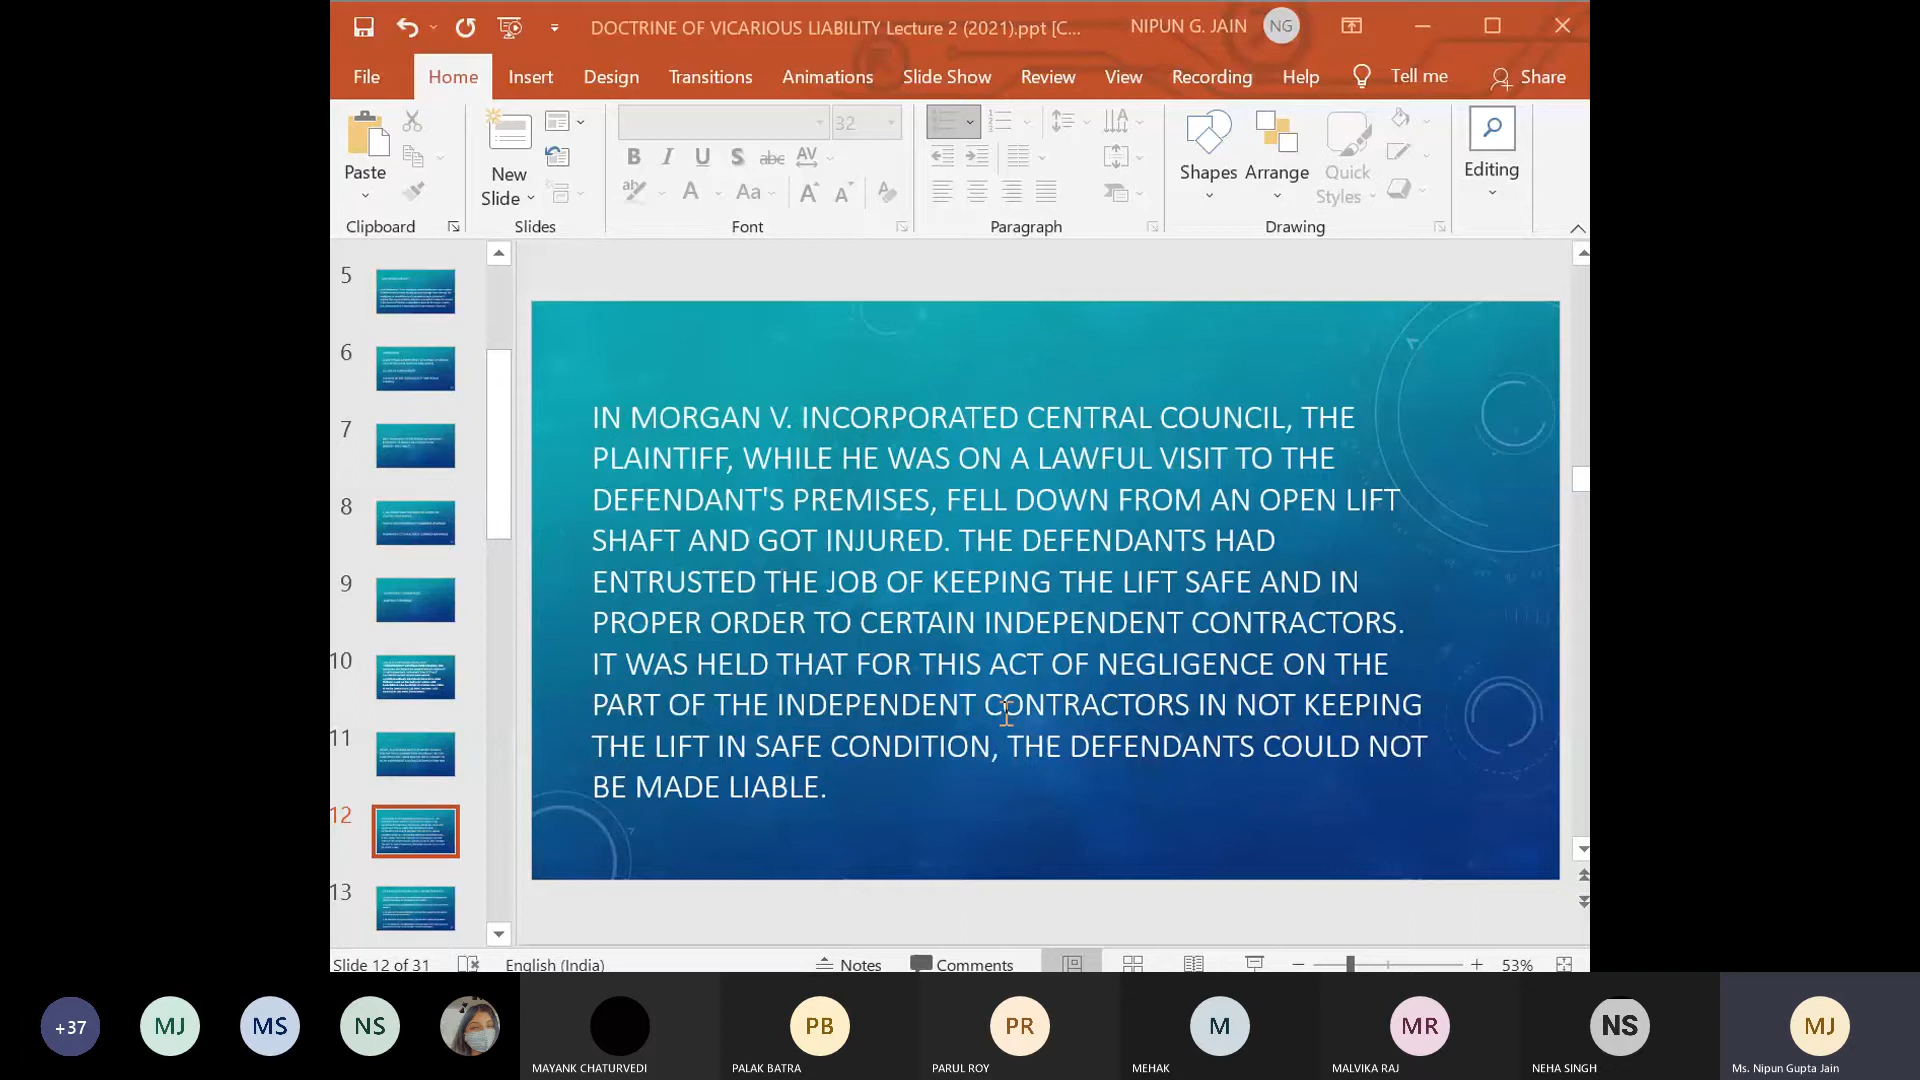 DOCTRINE OF VICARIOUS LIABILITY Lecture 2 (2021).ppt [C...
NIPUN G. JAIN
NG
File
Home
Insert
Design
Transitions
Animations
Slide Show
Review
View
Recording
Help
Tell me
Share
Paste
New
Slide
32
B I U S abc AV
A Aa A A
Shapes
Arrange
Quick
Styles
Editing
Clipboard
Slides
Font
Paragraph
Drawing
5
6
7
8
9
10
11
12
13
IN MORGAN V. INCORPORATED CENTRAL COUNCIL, THE
PLAINTIFF, WHILE HE WAS ON A LAWFUL VISIT TO THE
DEFENDANT'S PREMISES, FELL DOWN FROM AN OPEN LIFT
SHAFT AND GOT INJURED. THE DEFENDANTS HAD
ENTRUSTED THE JOB OF KEEPING THE LIFT SAFE AND IN
PROPER ORDER TO CERTAIN INDEPENDENT CONTRACTORS.
IT WAS HELD THAT FOR THIS ACT OF NEGLIGENCE ON THE
PART OF THE INDEPENDENT CONTRACTORS IN NOT KEEPING
THE LIFT IN SAFE CONDITION, THE DEFENDANTS COULD NOT
BE MADE LIABLE.
Slide 12 of 31
English (India)
Notes
Comments
53%
+37
MJ
MS
NS
MAYANK CHATURVEDI
PB
PALAK BATRA
PR
PARUL ROY
M
MEHAK
MR
MALVIKA RAJ
NS
NEHA SINGH
MJ
Ms. Nipun Gupta Jain